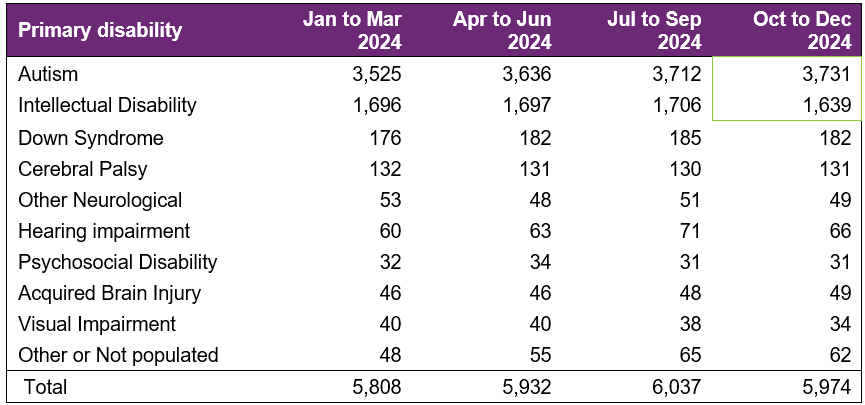 Primary disability Jan to Mar 2024 Apr to Jun 2024 Jul to Sep 2024 Oct to Dec 2024
Autism 3,525 3,636 3,712 3,731
Intellectual Disability 1,696 1,697 1,706 1,639
Down Syndrome 176 182 185 182
Cerebral Palsy 132 131 130 131
Other Neurological 53 48 51 49
Hearing impairment 60 63 71 66
Psychosocial Disability 32 34 31 31
Acquired Brain Injury 46 46 48 49
Visual Impairment 40 40 38 34
Other or Not populated 48 55 65 62
Total 5,808 5,932 6,037 5,974